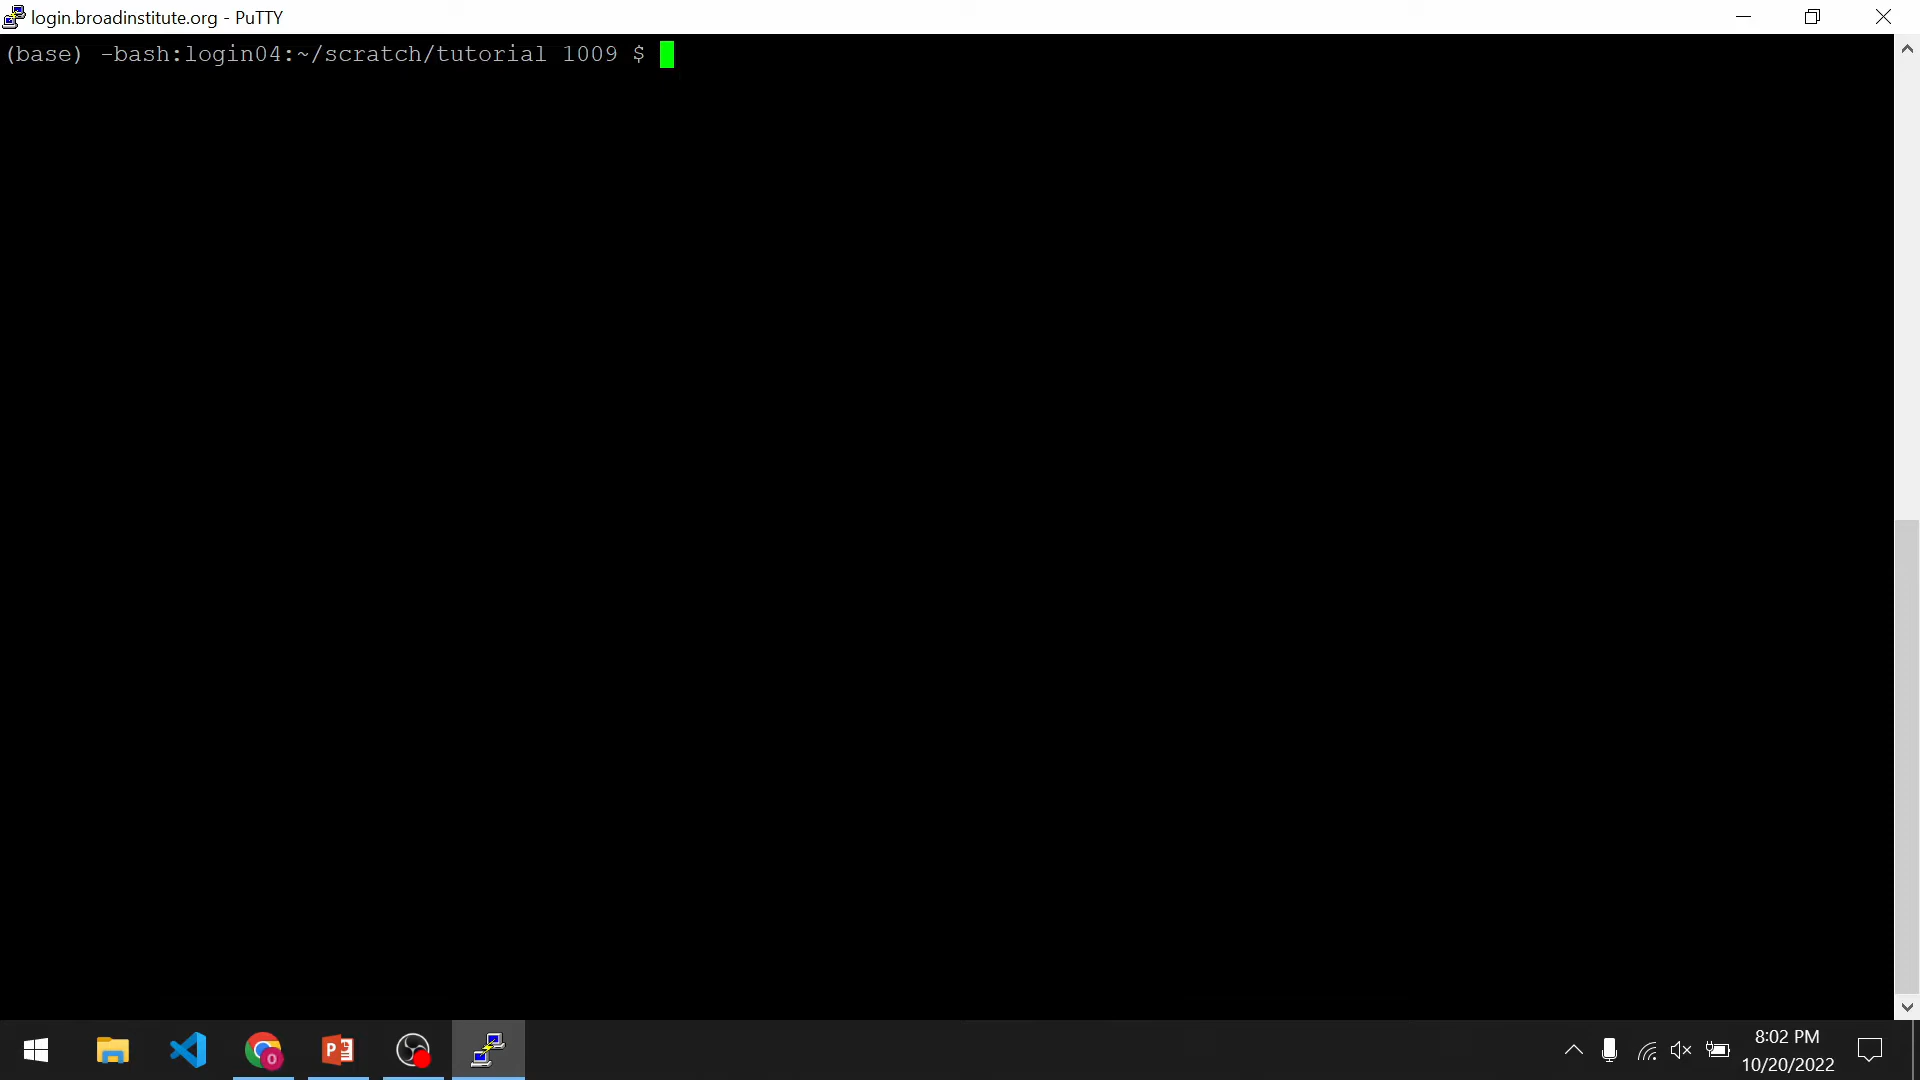 login.broadinstitute.org - PuTTY
(base) -bash:login04:~/scratch/tutorial 1009 $
8:02 PM
10/20/2022